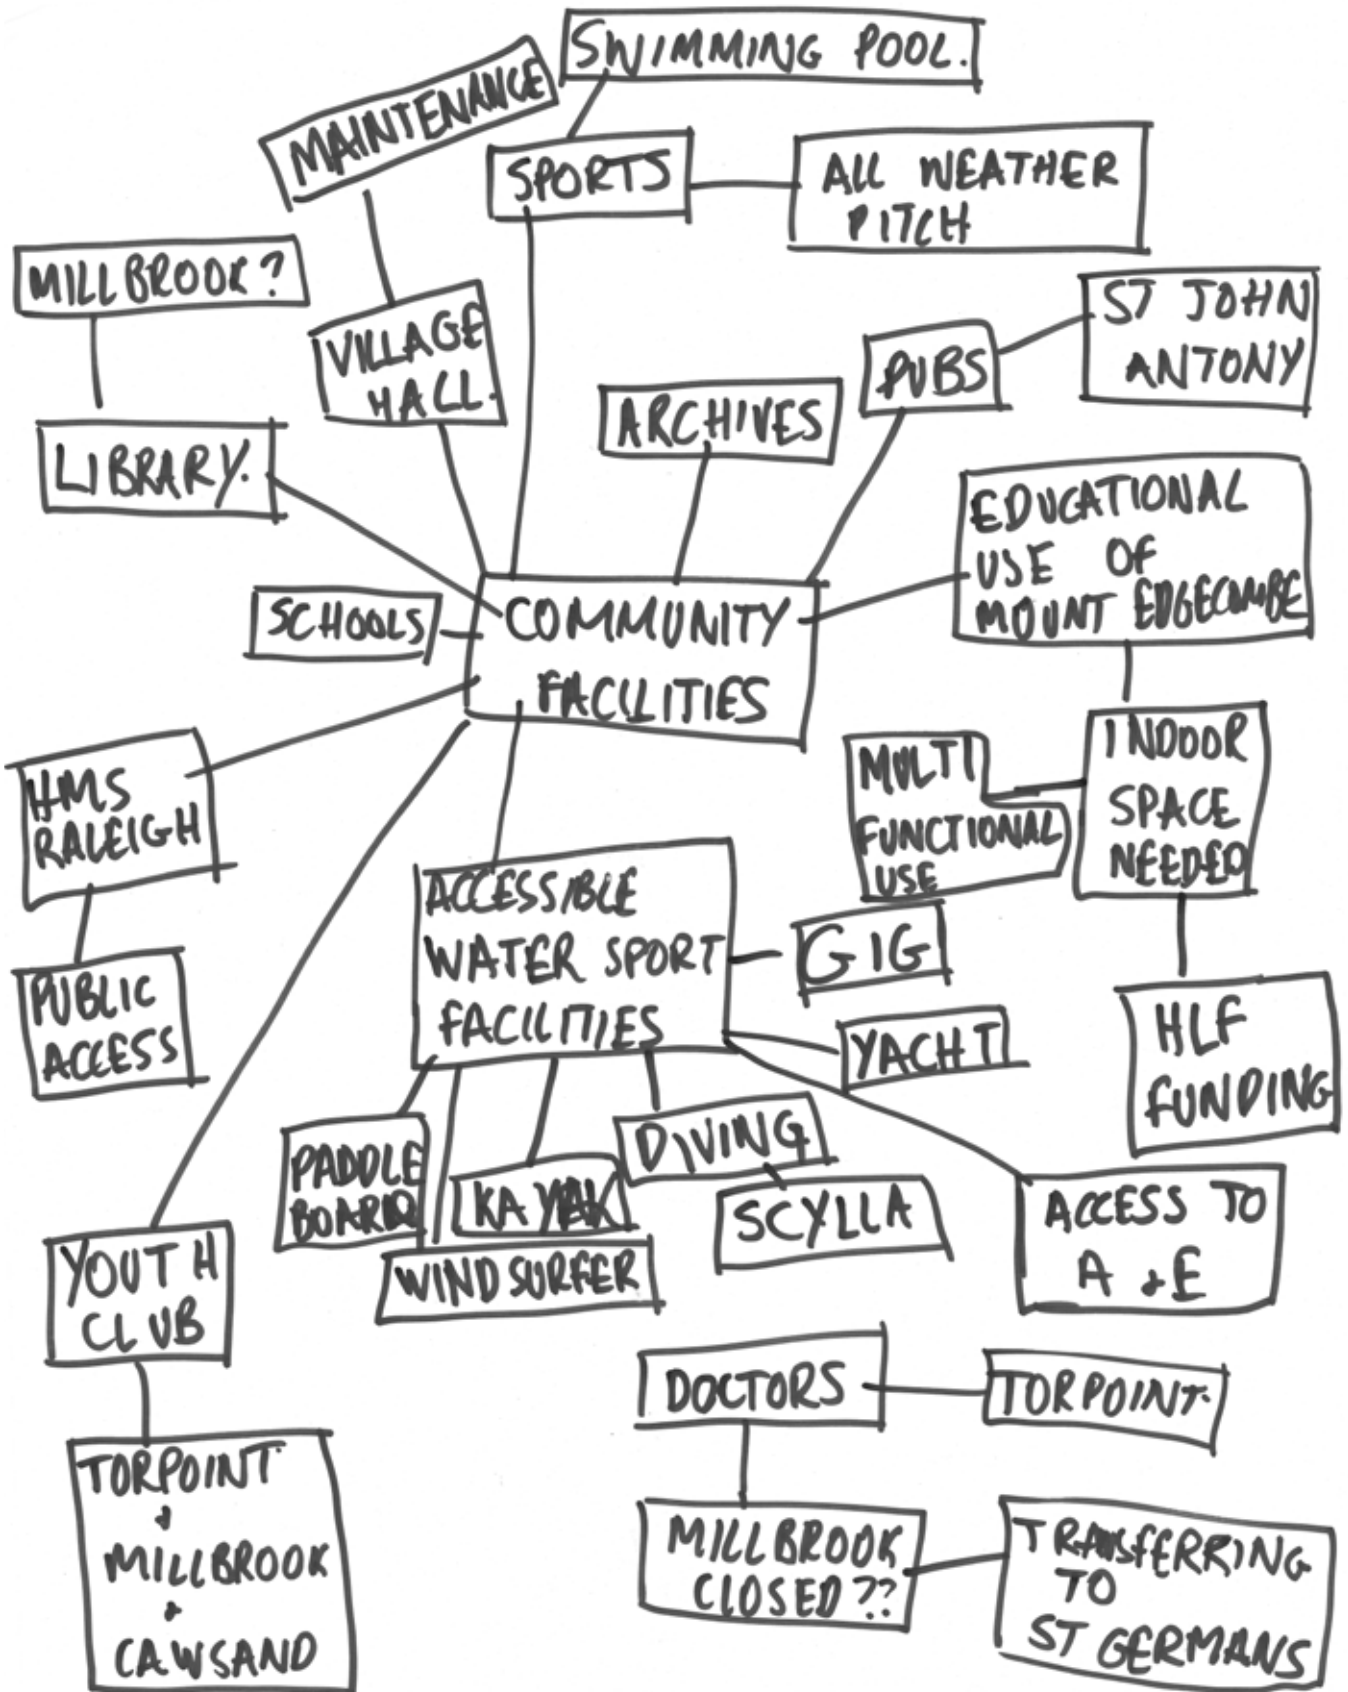 SWIMMING POOL.
MAINTENANCE
SPORTS
ALL WEATHER
PITCH
MILLBROOK?
VILLAGE
HALL.
ST JOHN
ANTONY
PUBS
ARCHIVES
LIBRARY.
EDUCATIONAL
USE OF
MOUNT EDGECOMBE
SCHOOLS
COMMUNITY
FACILITIES
HMS
RALEIGH
PUBLIC
ACCESS
INDOOR
SPACE
NEEDED
MULTI
FUNCTIONAL
USE
ACCESSIBLE
WATER SPORT
FACILITIES
GIG
YACHT
HLF
FUNDING
PADDLE
BOARD
KAYAK
DIVING
SCYLLA
WINDSURFER
ACCESS TO
A & E
YOUTH
CLUB
DOCTORS
TORPOINT.
TORPOINT
&
MILLBROOK
&
CAWSAND
MILLBROOK
CLOSED??
TRANSFERRING
TO
ST GERMANS